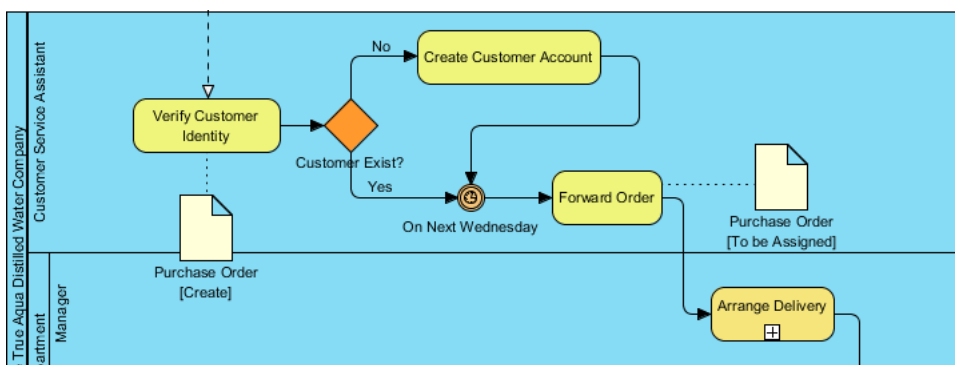 True Aqua Distilled Water Company
Customer Service Assistant
No
Create Customer Account
Verify Customer
Identity
Customer Exist?
Yes
On Next Wednesday
Forward Order
Purchase Order
[To be Assigned]
Purchase Order
[Create]
Manager
Arrange Delivery